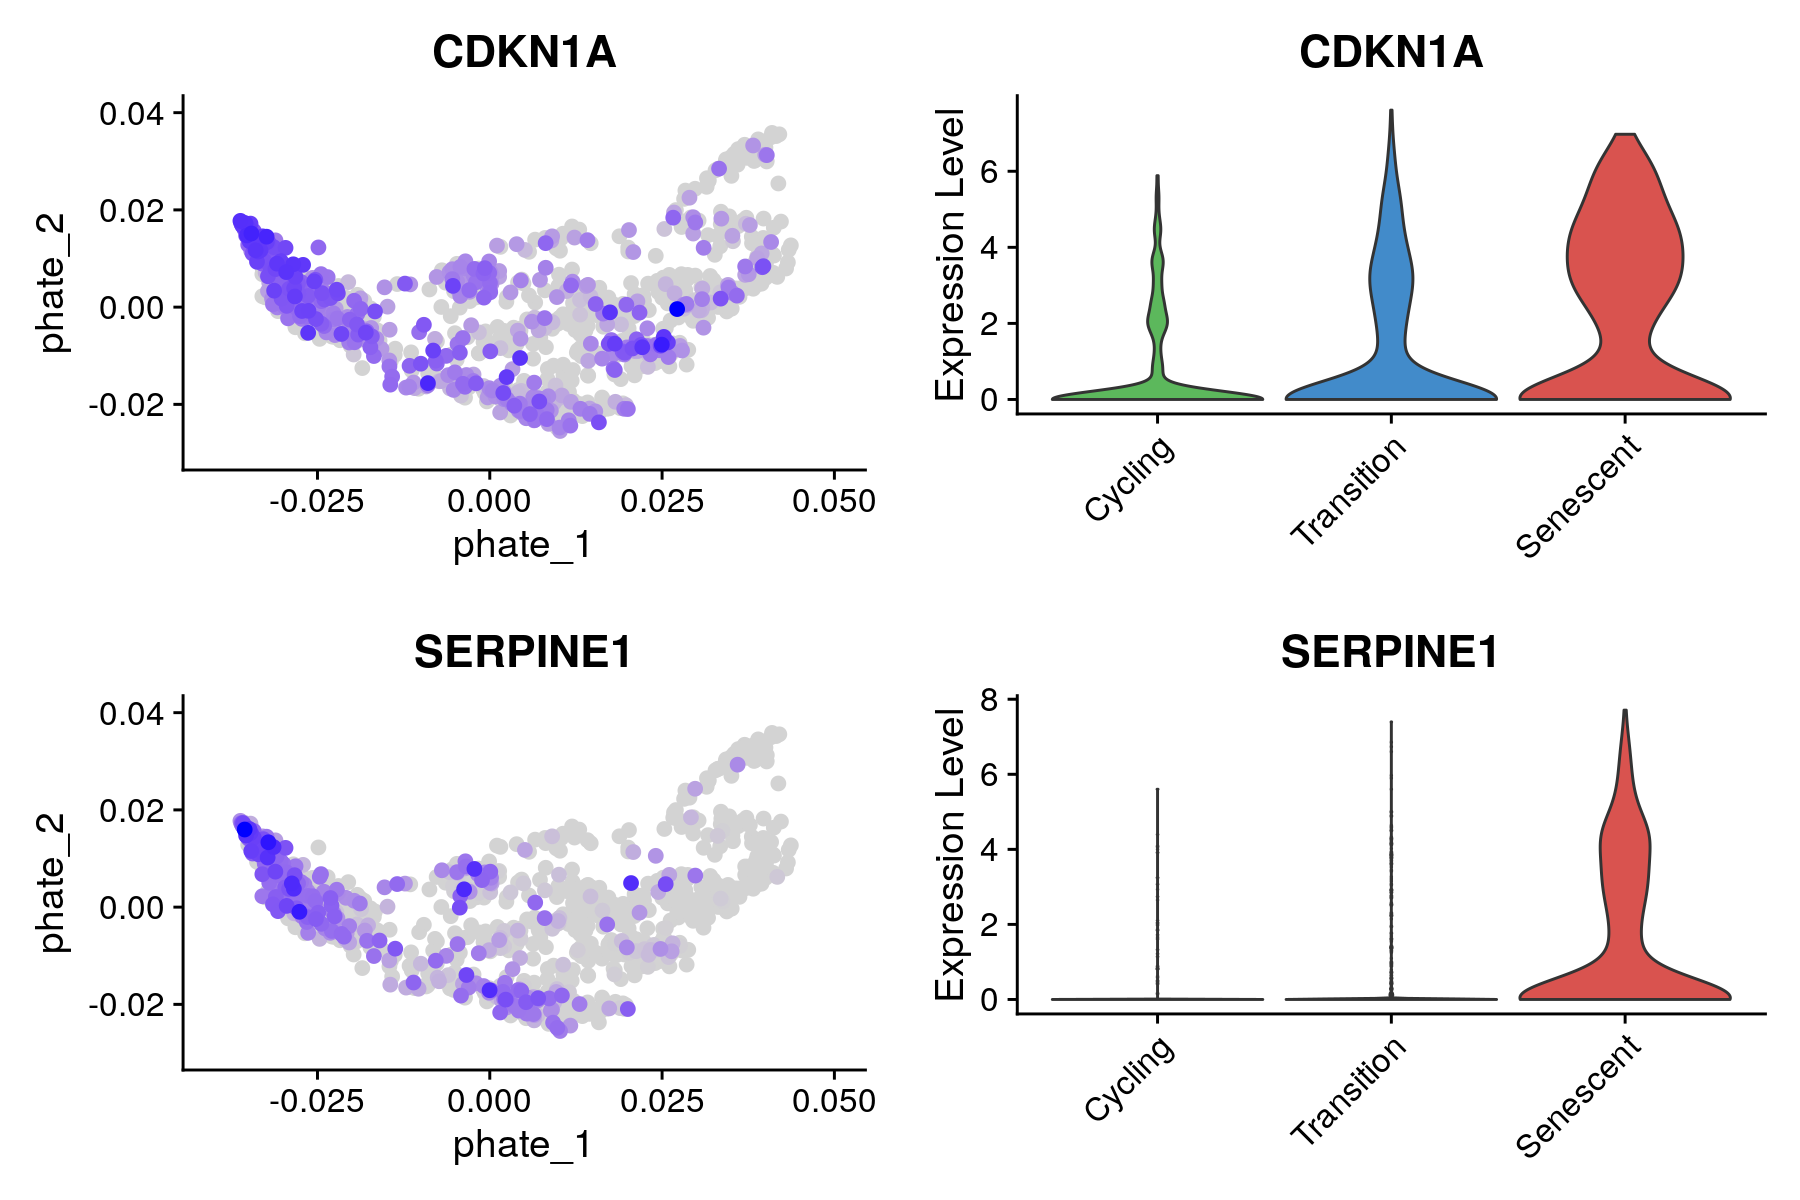 CDKN1A
phate_2
0.04
0.02
0.00
-0.02
-0.025
0.000
0.025
0.050
phate_1
CDKN1A
Expression Level
6
4
2
0
Cycling
Transition
Senescent
SERPINE1
phate_2
0.04
0.02
0.00
-0.02
-0.025
0.000
0.025
0.050
phate_1
SERPINE1
Expression Level
8
6
4
2
0
Cycling
Transition
Senescent